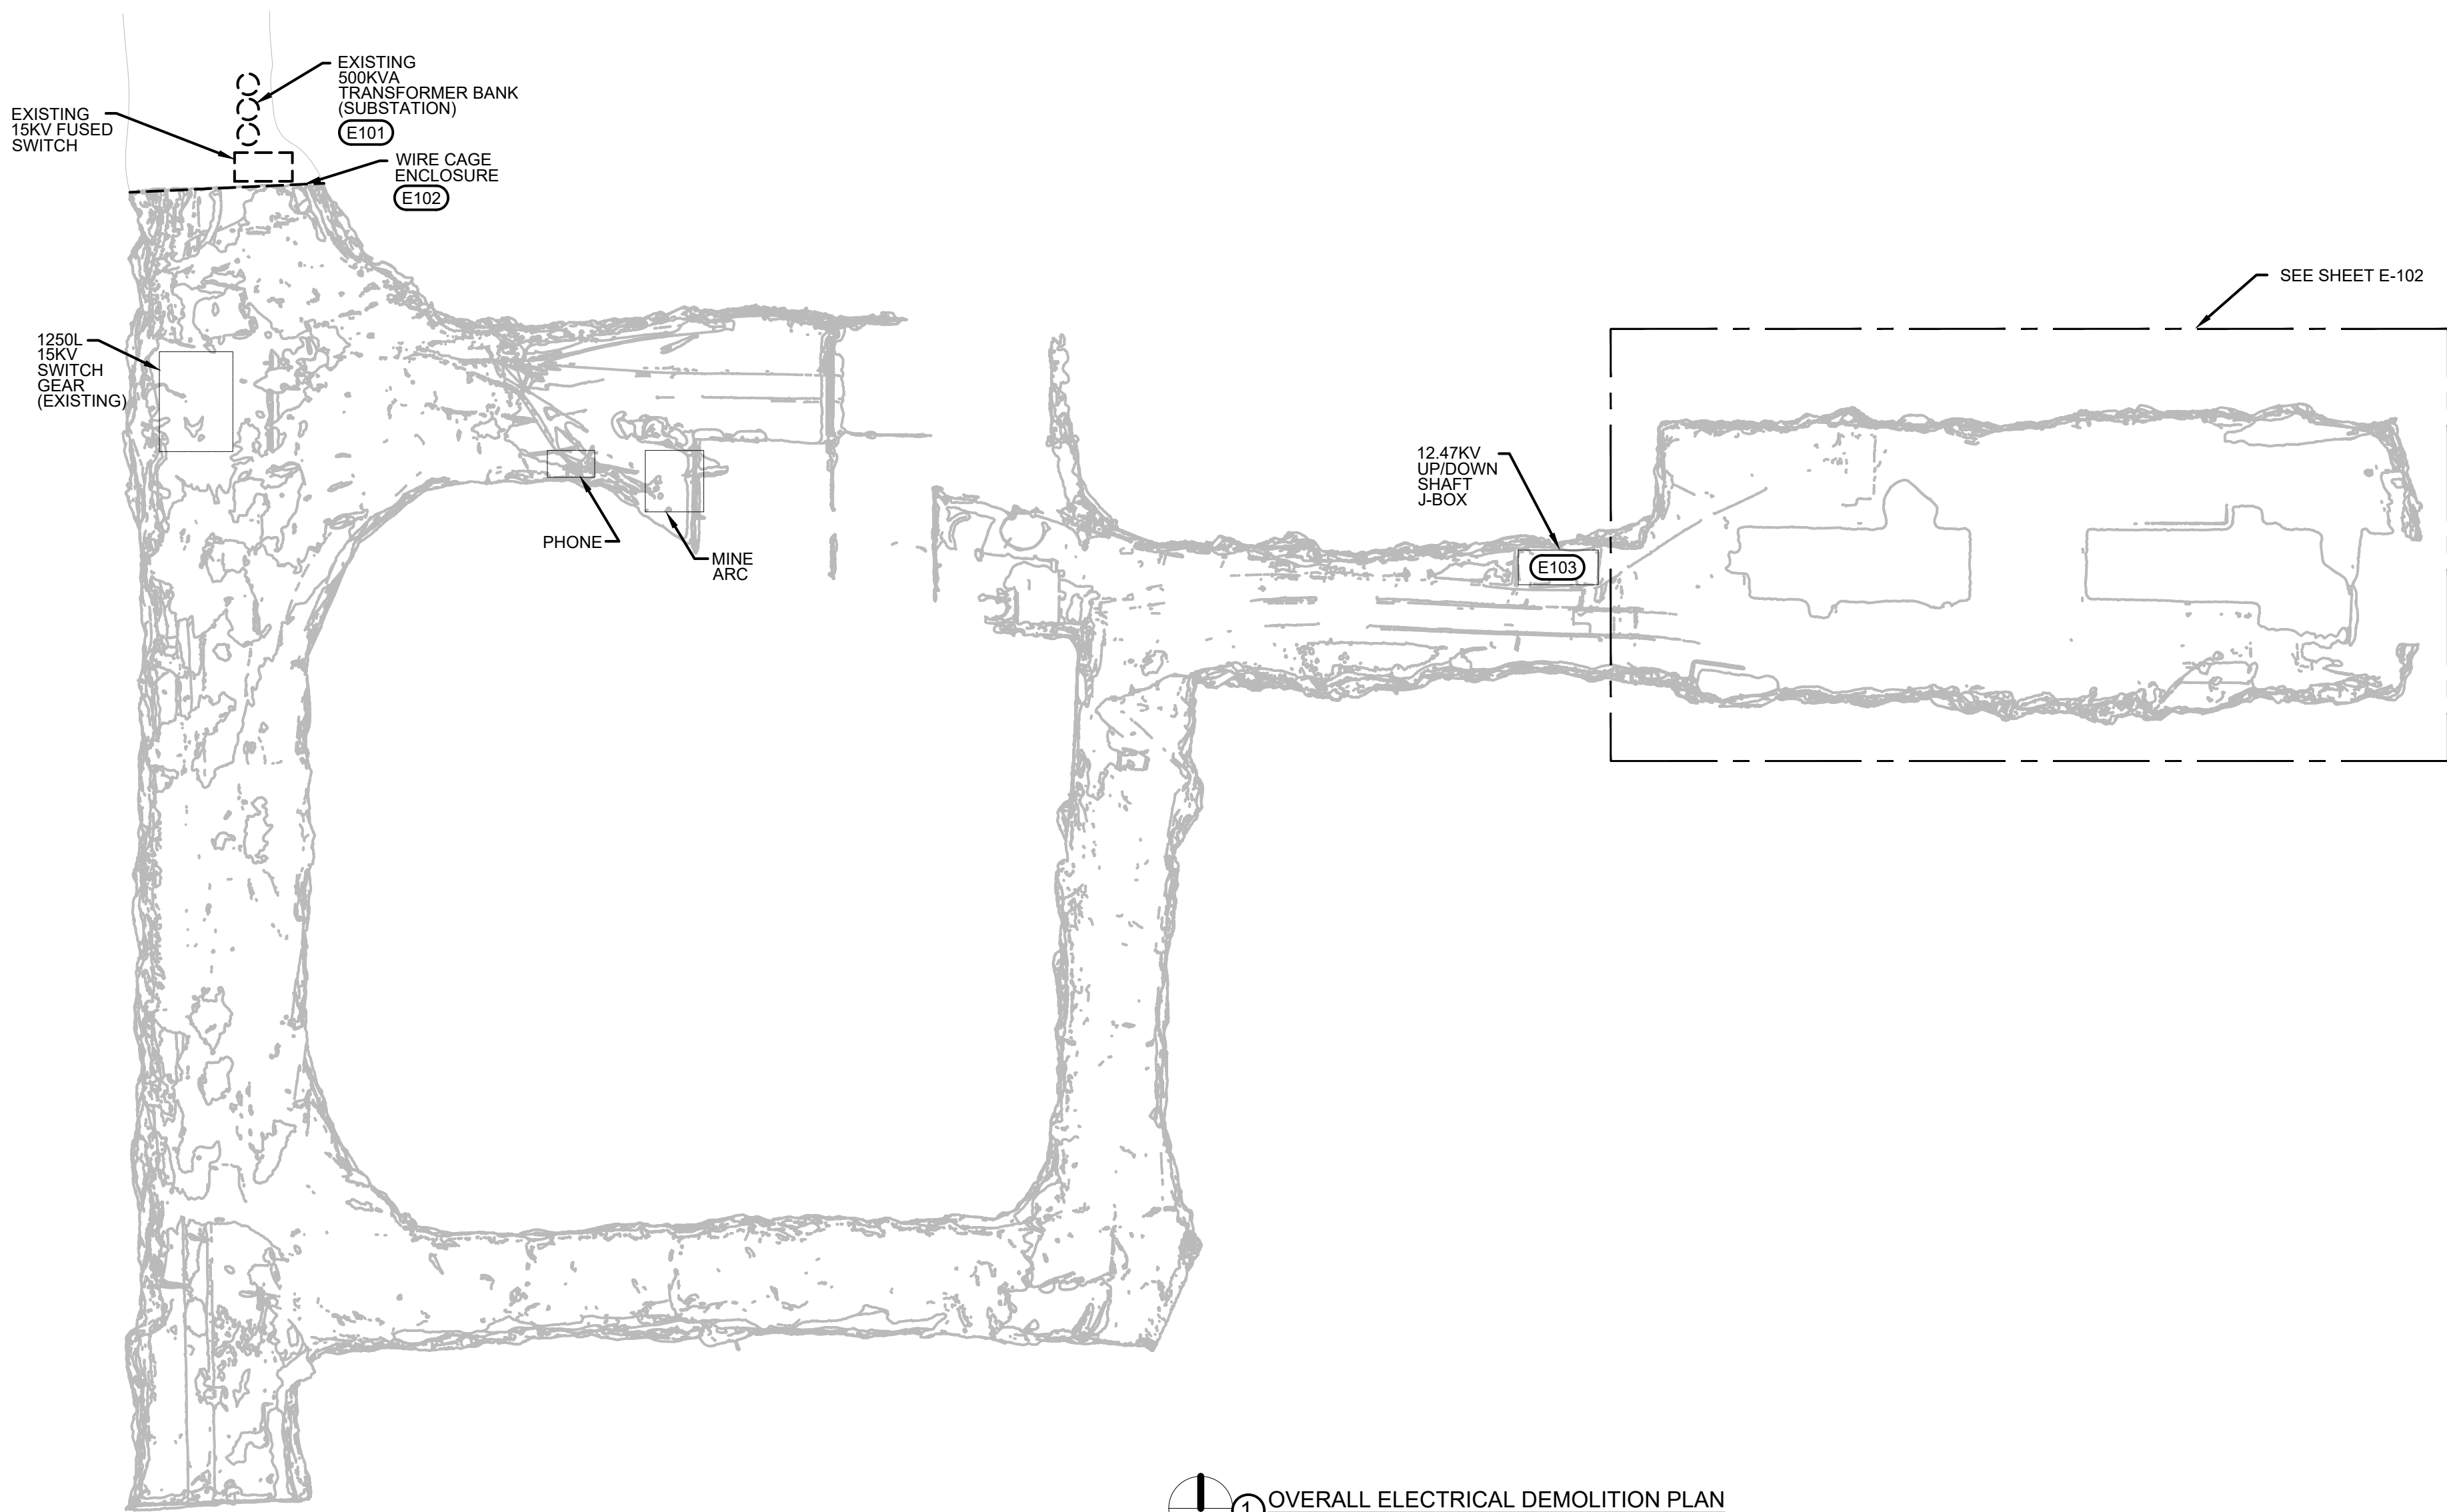 EXISTING
500KVA
TRANSFORMER BANK
(SUBSTATION)
E101
EXISTING
15KV FUSED
SWITCH
WIRE CAGE
ENCLOSURE
E102
SEE SHEET E-102
1250L
15KV
SWITCH
GEAR
(EXISTING)
12.47KV
UP/DOWN
SHAFT
J-BOX
PHONE
MINE
ARC
E103
1
OVERALL ELECTRICAL DEMOLITION PLAN